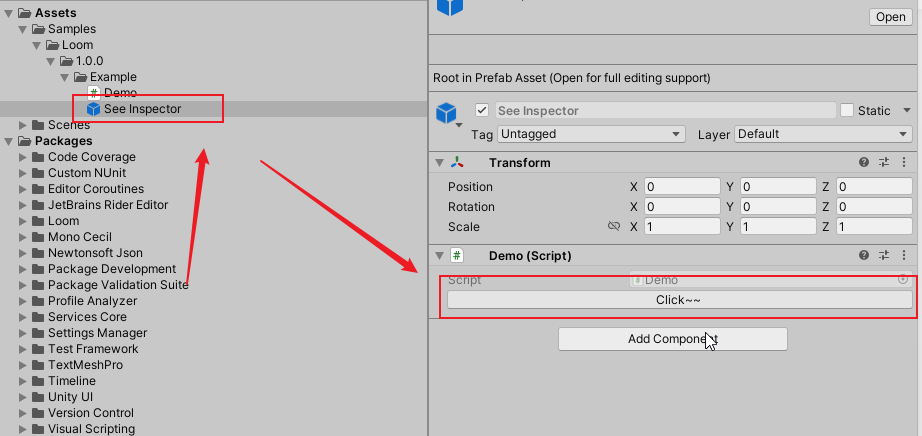 Assets
Samples
Loom
1.0.0
Example
Demo
See Inspector
Scenes
Packages
Code Coverage
Custom NUnit
Editor Coroutines
JetBrains Rider Editor
Loom
Mono Cecil
Newtonsoft Json
Package Development
Package Validation Suite
Profile Analyzer
Services Core
Settings Manager
Test Framework
TextMeshPro
Timeline
Unity UI
Version Control
Visual Scripting
Open
Root in Prefab Asset (Open for full editing support)
See Inspector Static
Tag Untagged Layer Default
Transform
Position X 0 Y 0 Z 0
Rotation X 0 Y 0 Z 0
Scale X 1 Y 1 Z 1
# Demo (Script)
Script # Demo
Click~~
Add Component